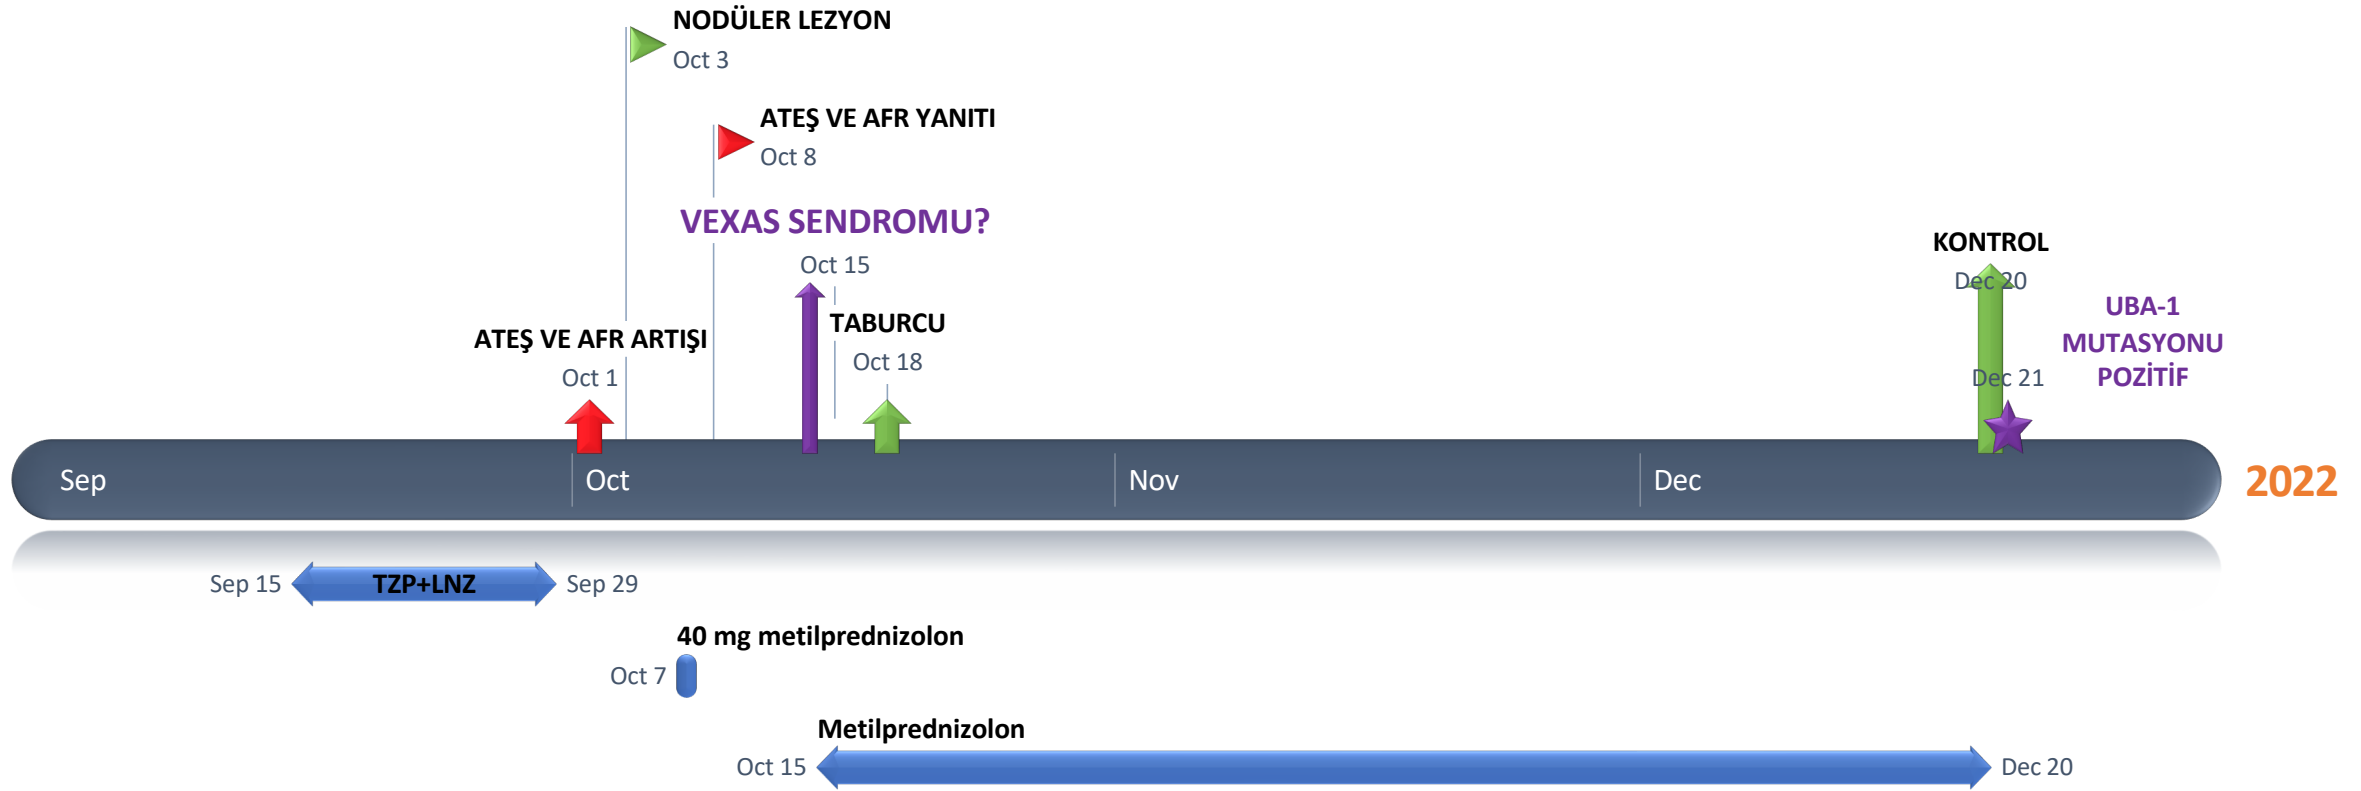 NODÜLER LEZYON
Oct 3
ATEŞ VE AFR YANITI
Oct 8
VEXAS SENDROMU?
Oct 15
KONTROL
Dec 20
UBA-1
MUTASYONU
POZİTİF
Dec 21
TABURCU
Oct 18
ATEŞ VE AFR ARTIŞI
Oct 1
Sep
Oct
Nov
Dec
2022
Sep 15
TZP+LNZ
Sep 29
40 mg metilprednizolon
Oct 7
Metilprednizolon
Oct 15
Dec 20